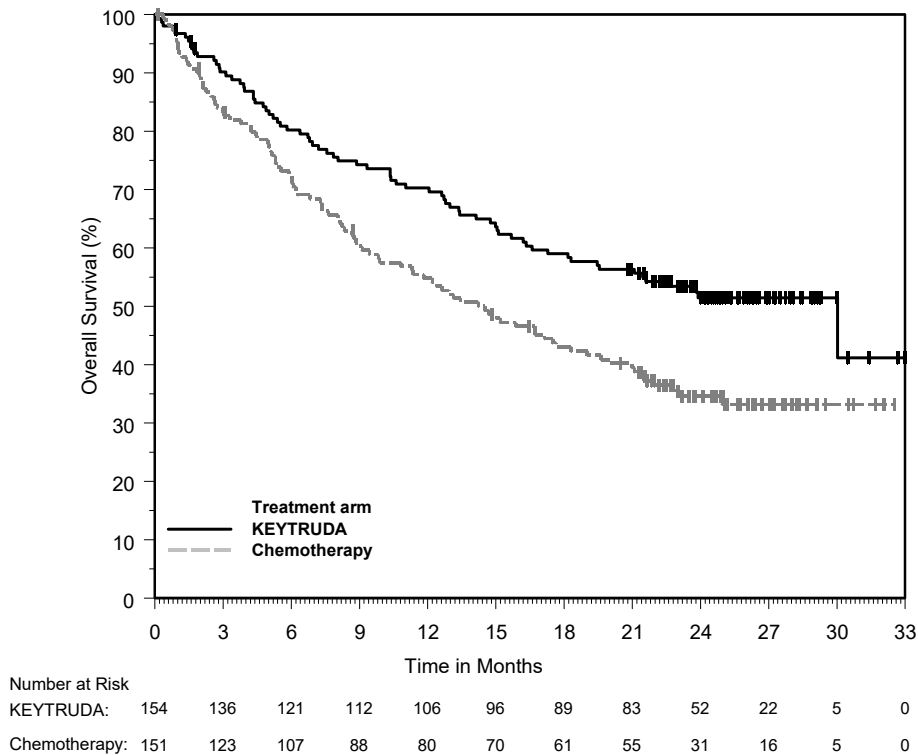 100
90
80
70
60
50
40
30
20
10
0
Overall Survival (%)
Treatment arm
KEYTRUDA
Chemotherapy
0 3 6 9 12 15 18 21 24 27 30 33
Time in Months
Number at Risk
KEYTRUDA: 154 136 121 112 106 96 89 83 52 22 5 0
Chemotherapy: 151 123 107 88 80 70 61 55 31 16 5 0